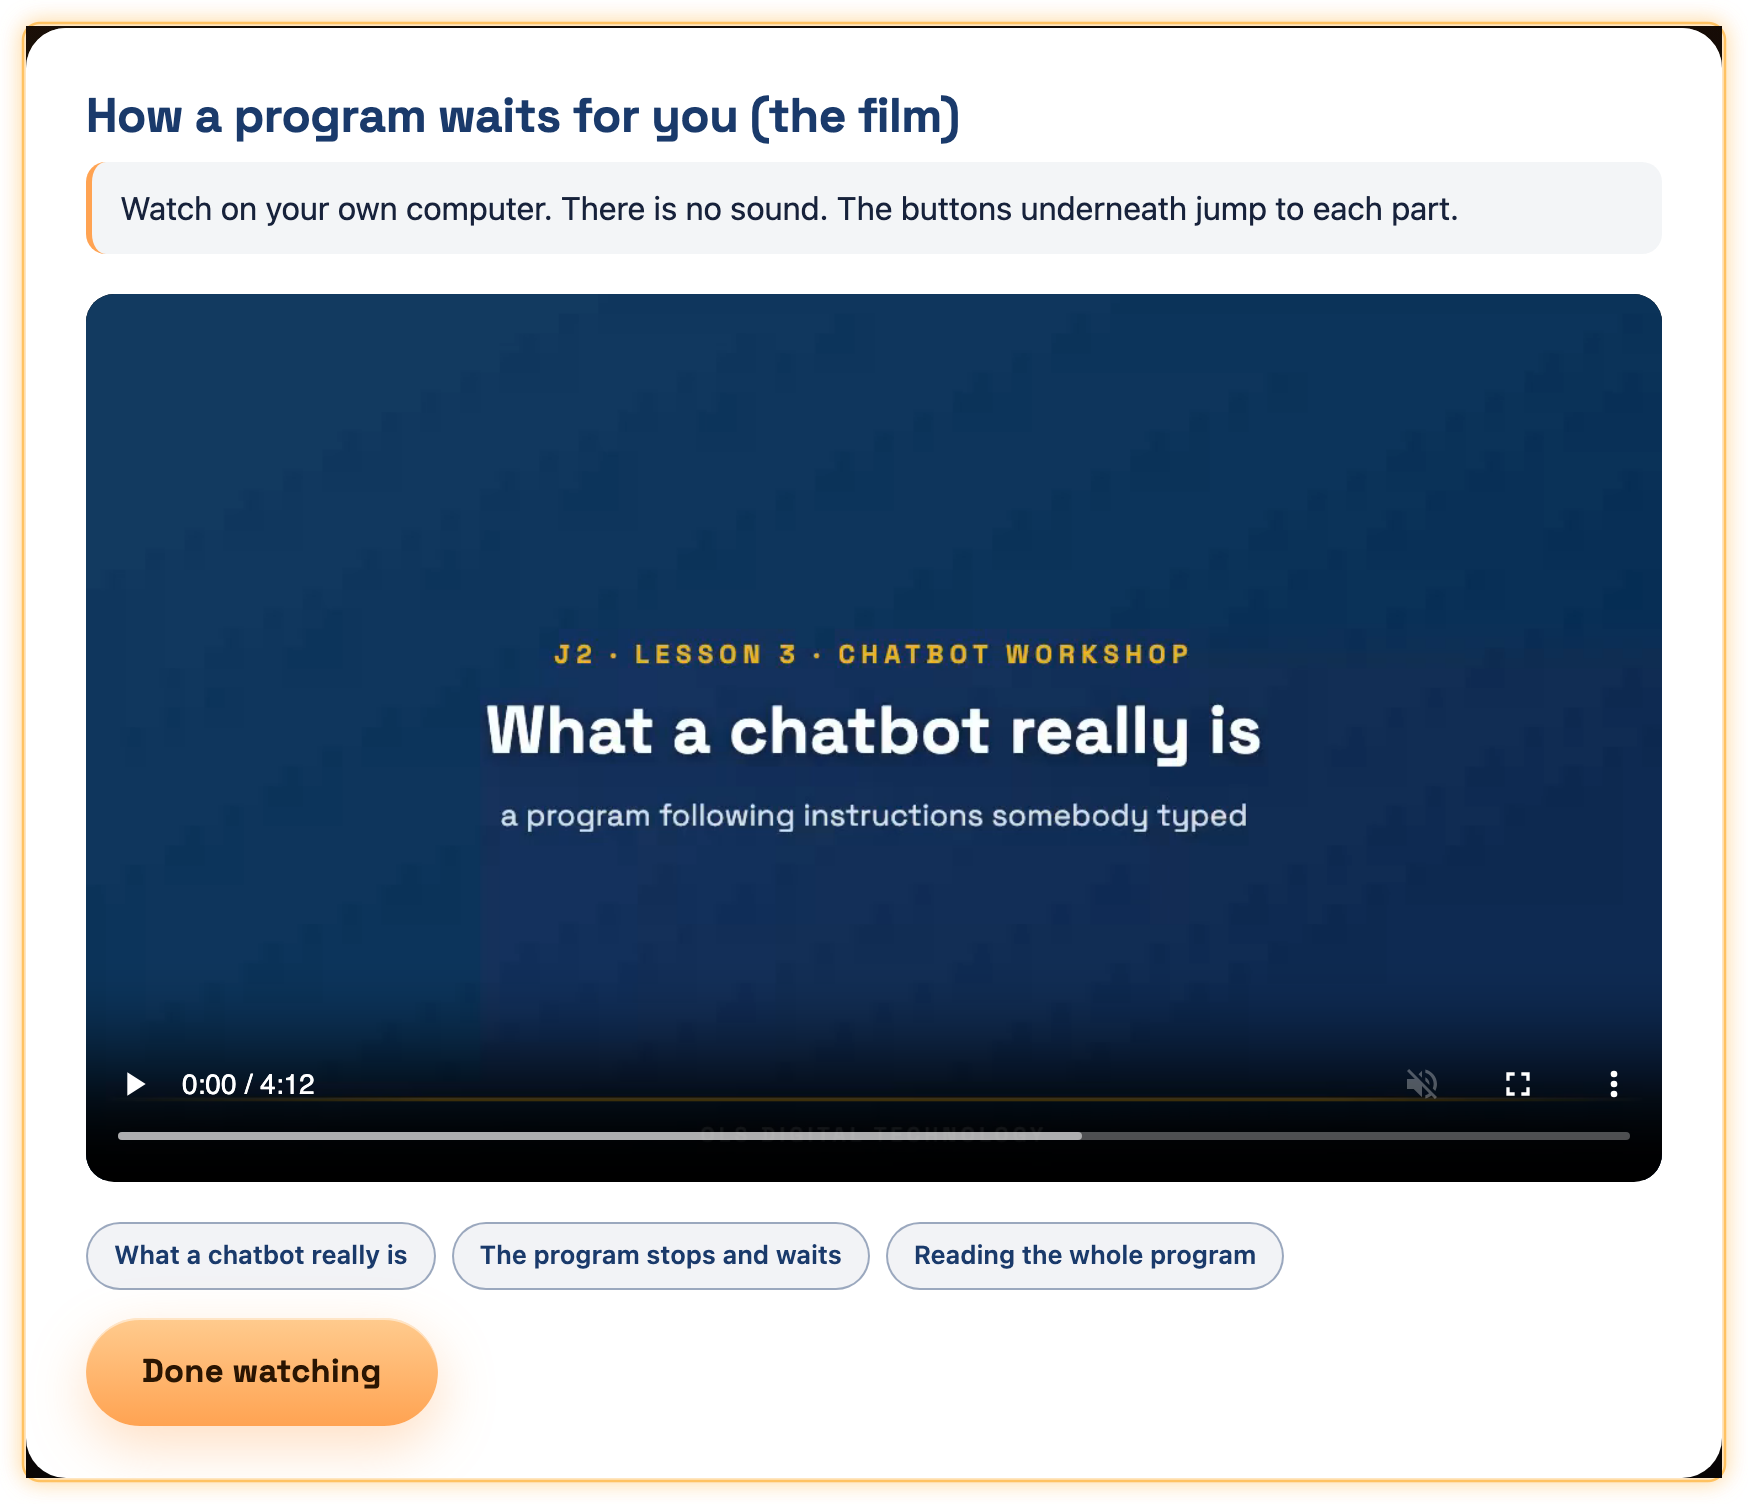 How a program waits for you (the film)
Watch on your own computer. There is no sound. The buttons underneath jump to each part.
J2 · LESSON 3 · CHATBOT WORKSHOP
What a chatbot really is
a program following instructions somebody typed
0:00 / 4:12
DIGITAL TECHNOLOGY
What a chatbot really is
The program stops and waits
Reading the whole program
Done watching